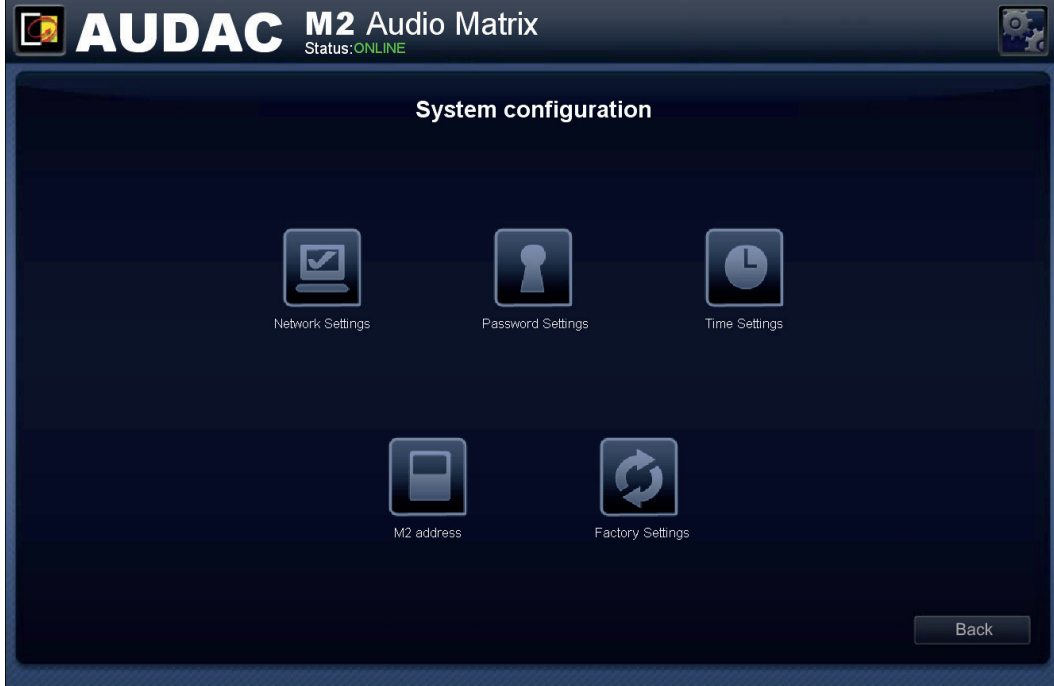 AUDAC M2 Audio Matrix
Status:ONLINE
System configuration
Network Settings
Password Settings
Time Settings
M2 address
Factory Settings
Back